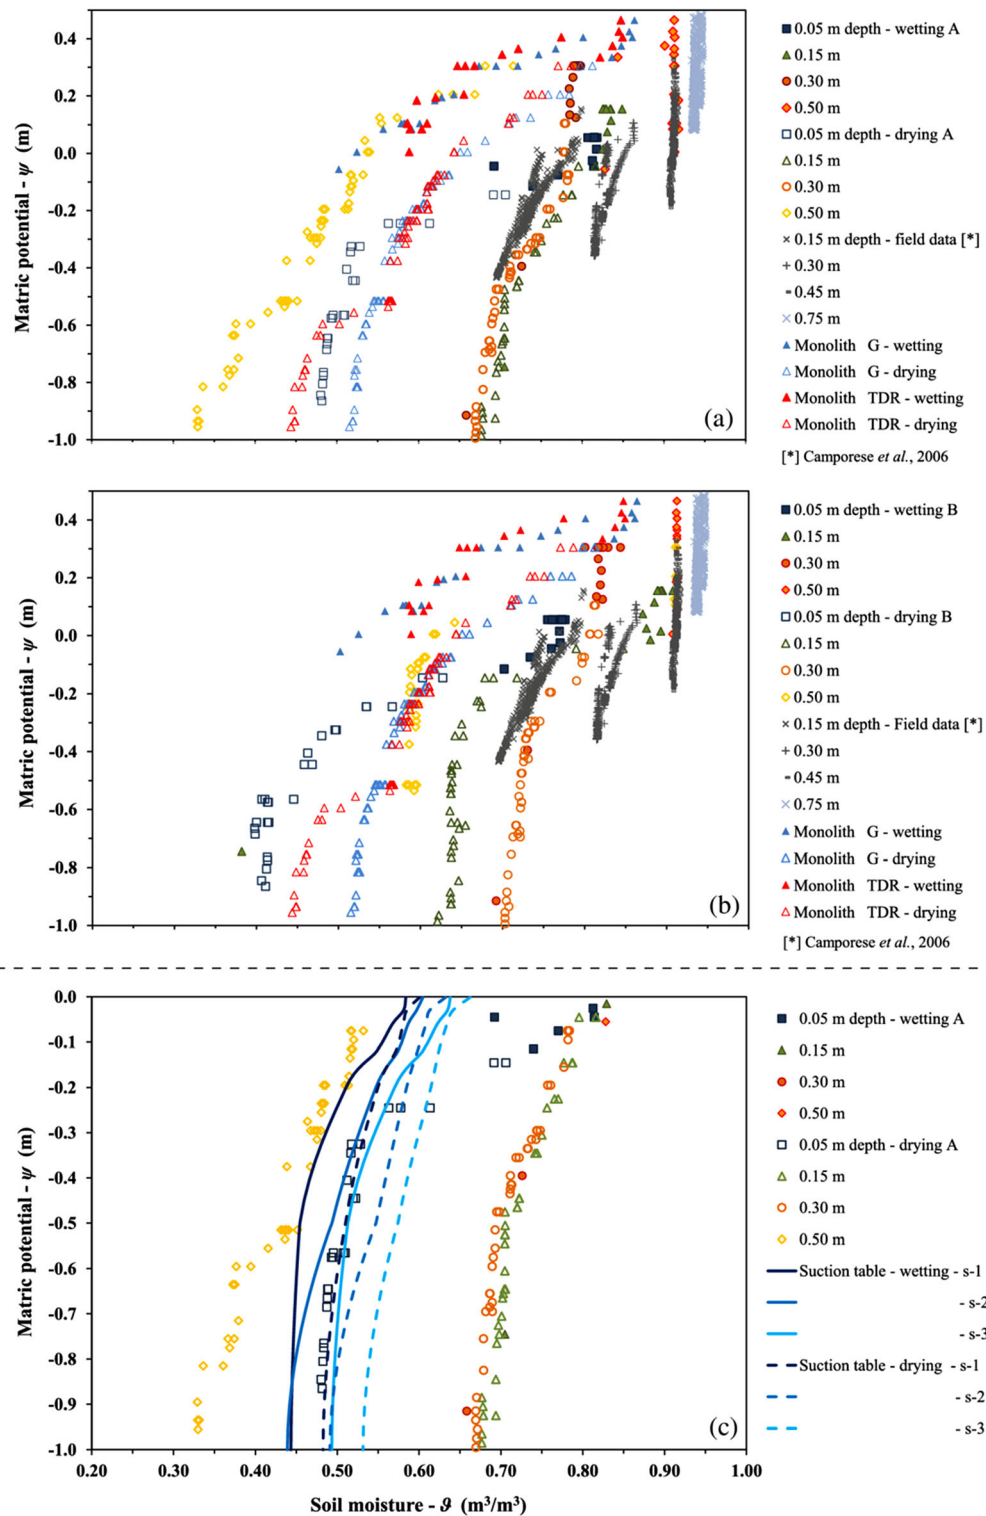 0.4
0.2
0.0
-0.2
-0.4
-0.6
-0.8
-1.0
Matric potential - ψ (m)
(a)
0.05 m depth - wetting A
0.15 m
0.30 m
0.50 m
0.05 m depth - drying A
0.15 m
0.30 m
0.50 m
0.15 m depth - field data [*]
0.30 m
0.45 m
0.75 m
Monolith G - wetting
Monolith G - drying
Monolith TDR - wetting
Monolith TDR - drying
[*] Camporese et al., 2006
0.4
0.2
0.0
-0.2
-0.4
-0.6
-0.8
-1.0
Matric potential - ψ (m)
(b)
0.05 m depth - wetting B
0.15 m
0.30 m
0.50 m
0.05 m depth - drying B
0.15 m
0.30 m
0.50 m
0.15 m depth - Field data [*]
0.30 m
0.45 m
0.75 m
Monolith G - wetting
Monolith G - drying
Monolith TDR - wetting
Monolith TDR - drying
[*] Camporese et al., 2006
0.0
-0.1
-0.2
-0.3
-0.4
-0.5
-0.6
-0.7
-0.8
-0.9
-1.0
Matric potential - ψ (m)
(c)
0.05 m depth - wetting A
0.15 m
0.30 m
0.50 m
0.05 m depth - drying A
0.15 m
0.30 m
0.50 m
Suction table - wetting - s-1
- s-2
- s-3
Suction table - drying - s-1
- s-2
- s-3
0.20 0.30 0.40 0.50 0.60 0.70 0.80 0.90 1.00
Soil moisture - ϑ (m³/m³)